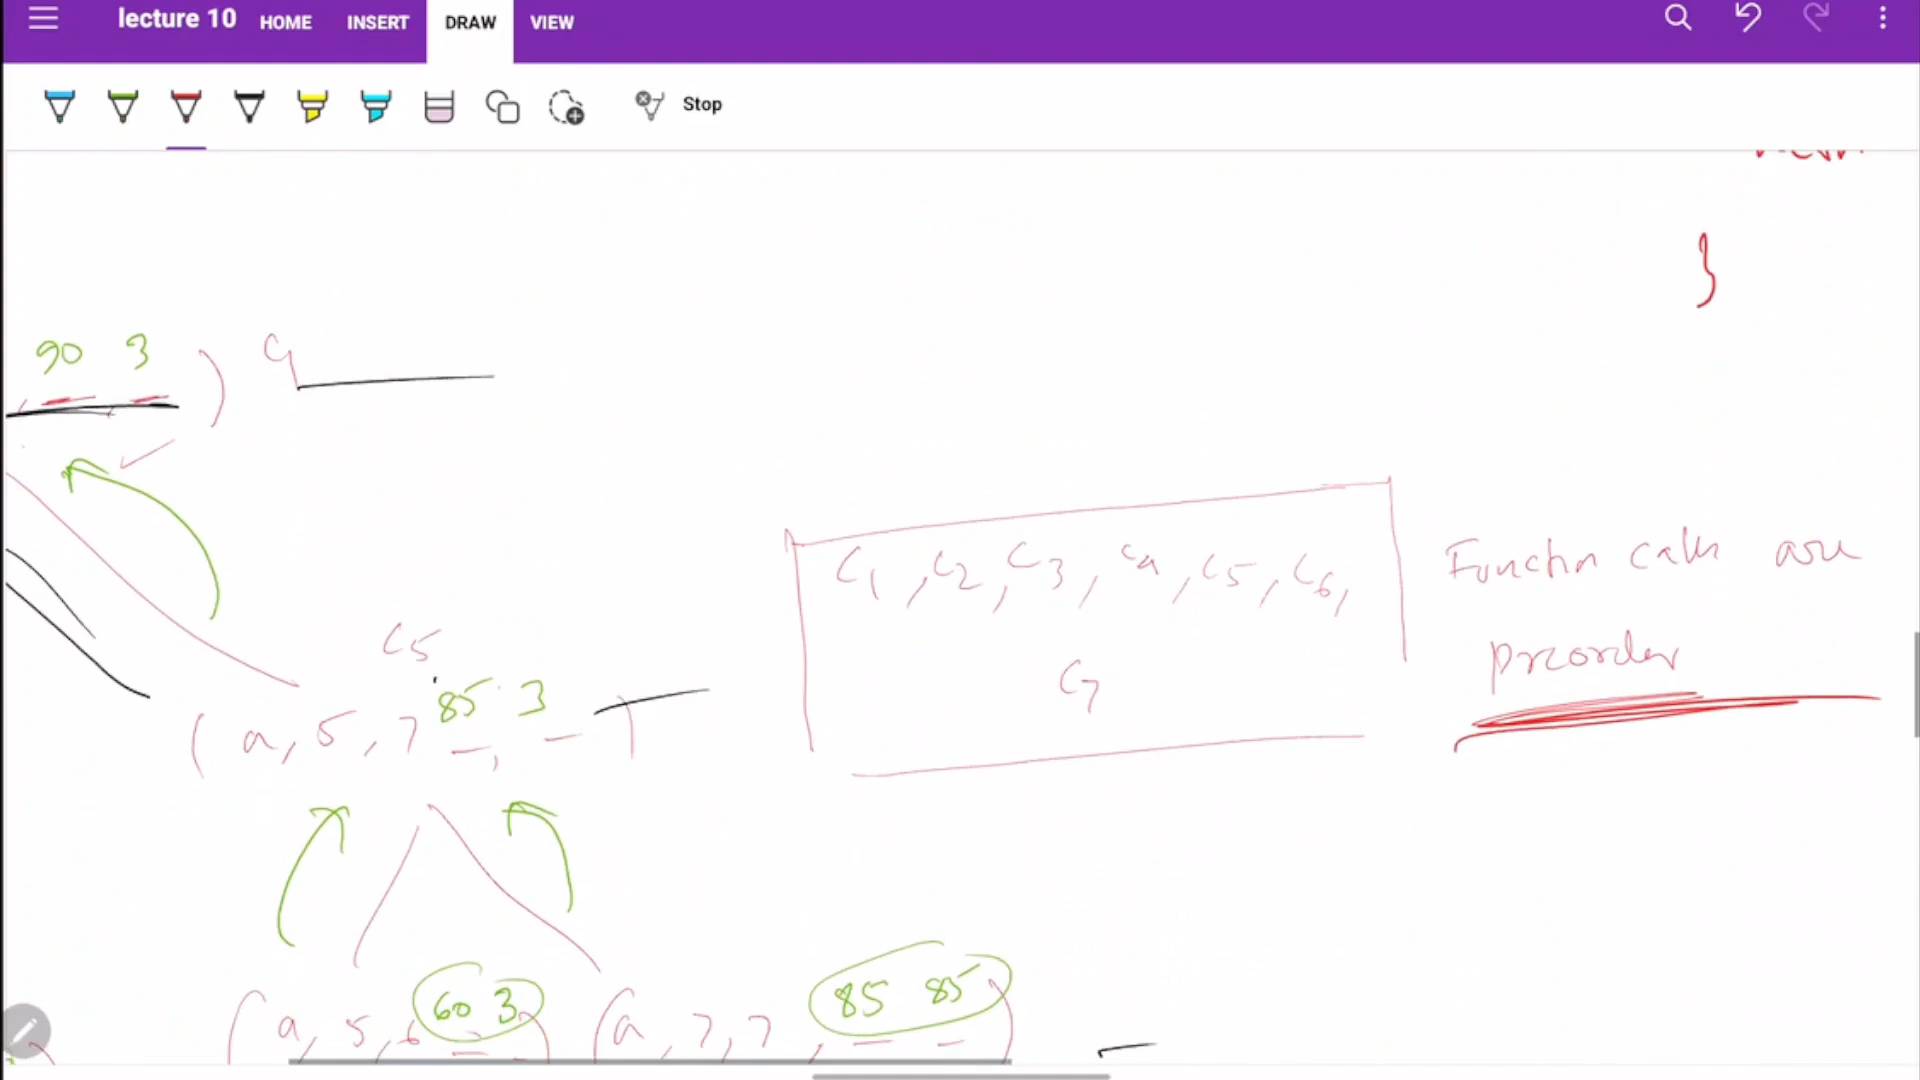 lecture 10 HOME INSERT DRAW VIEW
Stop
}
90 3 ) C1
C1, C2, C3, C4, C5, C6,
C7
Function calls are
preorder
C5
85 3
( a, 5, 7 _, _ )
60 3
85 85
( a, 5, 6 _ _ ) ( a, 7, 7, _ _ )